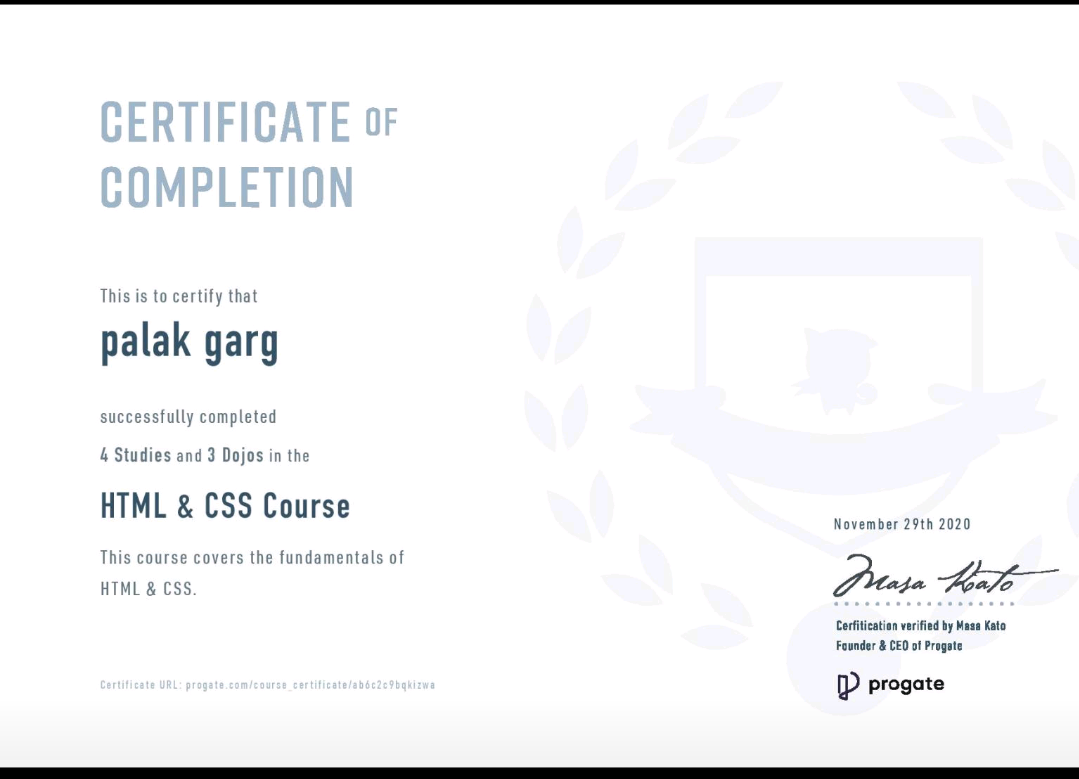 CERTIFICATE OF
COMPLETION
This is to certify that
palak garg
successfully completed
4 Studies and 3 Dojos in the
HTML & CSS Course
This course covers the fundamentals of
HTML & CSS.
November 29th 2020
Masa Kato
Cerfitication verified by Masa Kato
Founder & CEO of Progate
Certificate URL: progate.com/course_certificate/ab6c2c9bqkizwa
progate